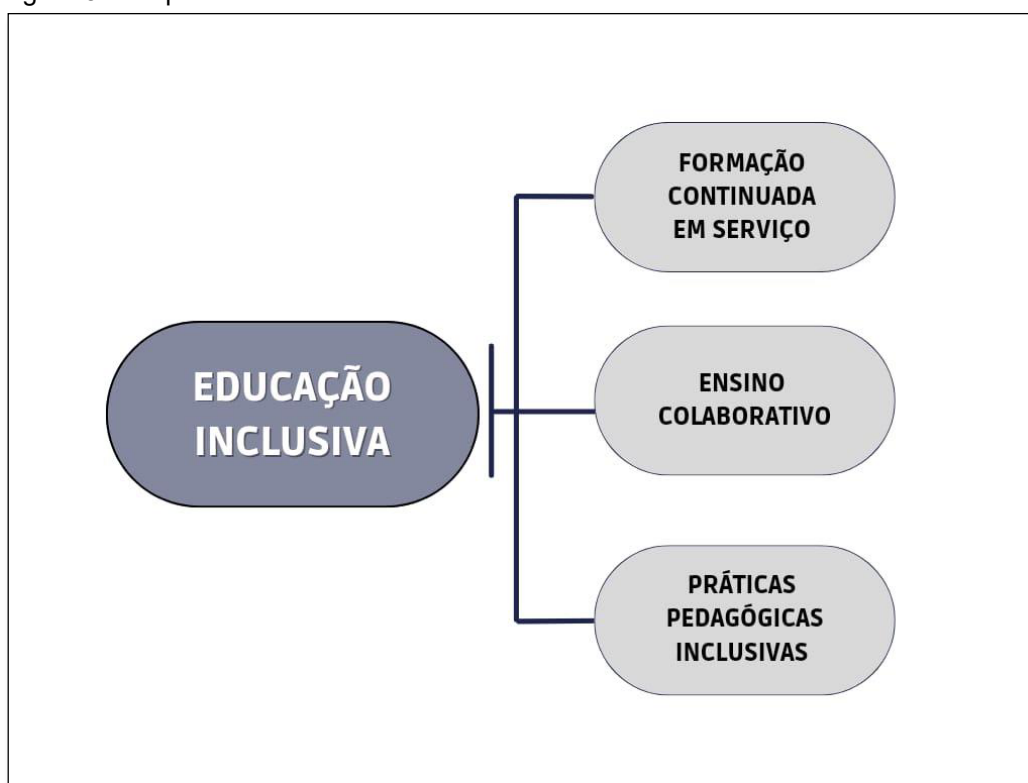 EDUCAÇÃO
INCLUSIVA
FORMAÇÃO
CONTINUADA
EM SERVIÇO
ENSINO
COLABORATIVO
PRÁTICAS
PEDAGÓGICAS
INCLUSIVAS